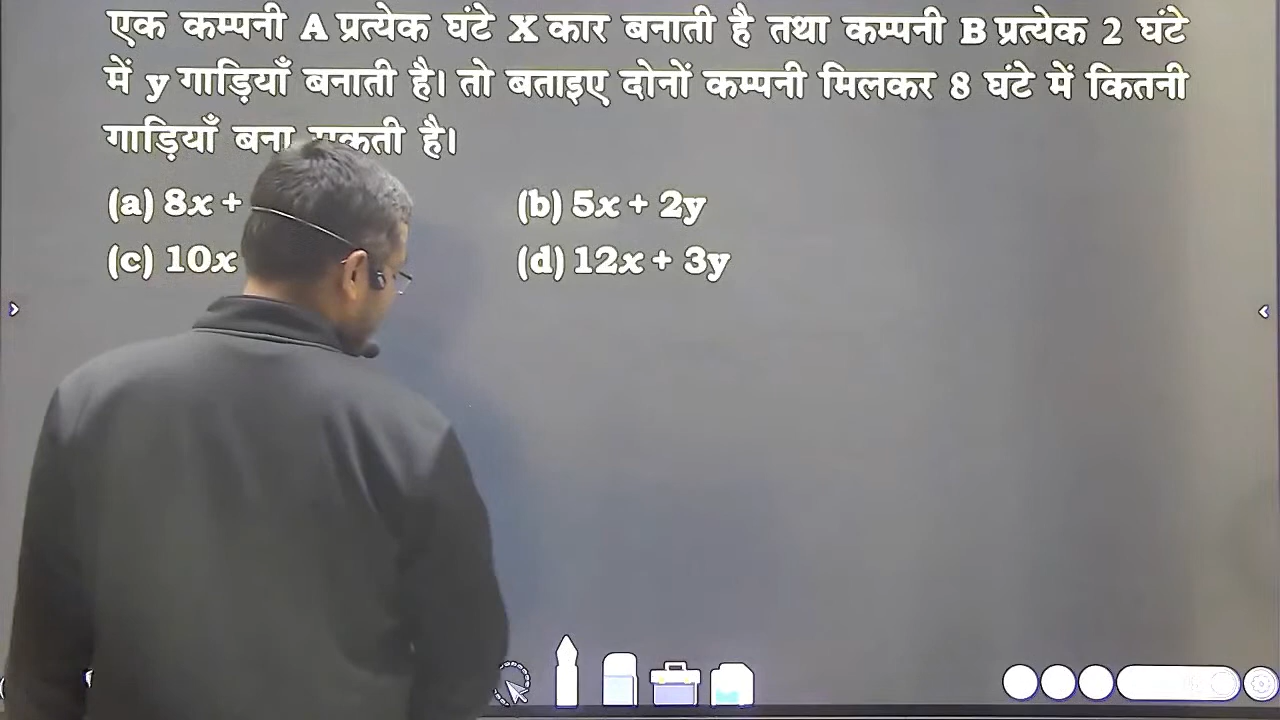 एक कम्पनी A प्रत्येक घंटे X कार बनाती है तथा कम्पनी B प्रत्येक 2 घंटे
में y गाड़ियाँ बनाती है। तो बताइए दोनों कम्पनी मिलकर 8 घंटे में कितनी
गाड़ियाँ बना सकती है।
(a) 8x + (b) 5x + 2y
(c) 10x (d) 12x + 3y